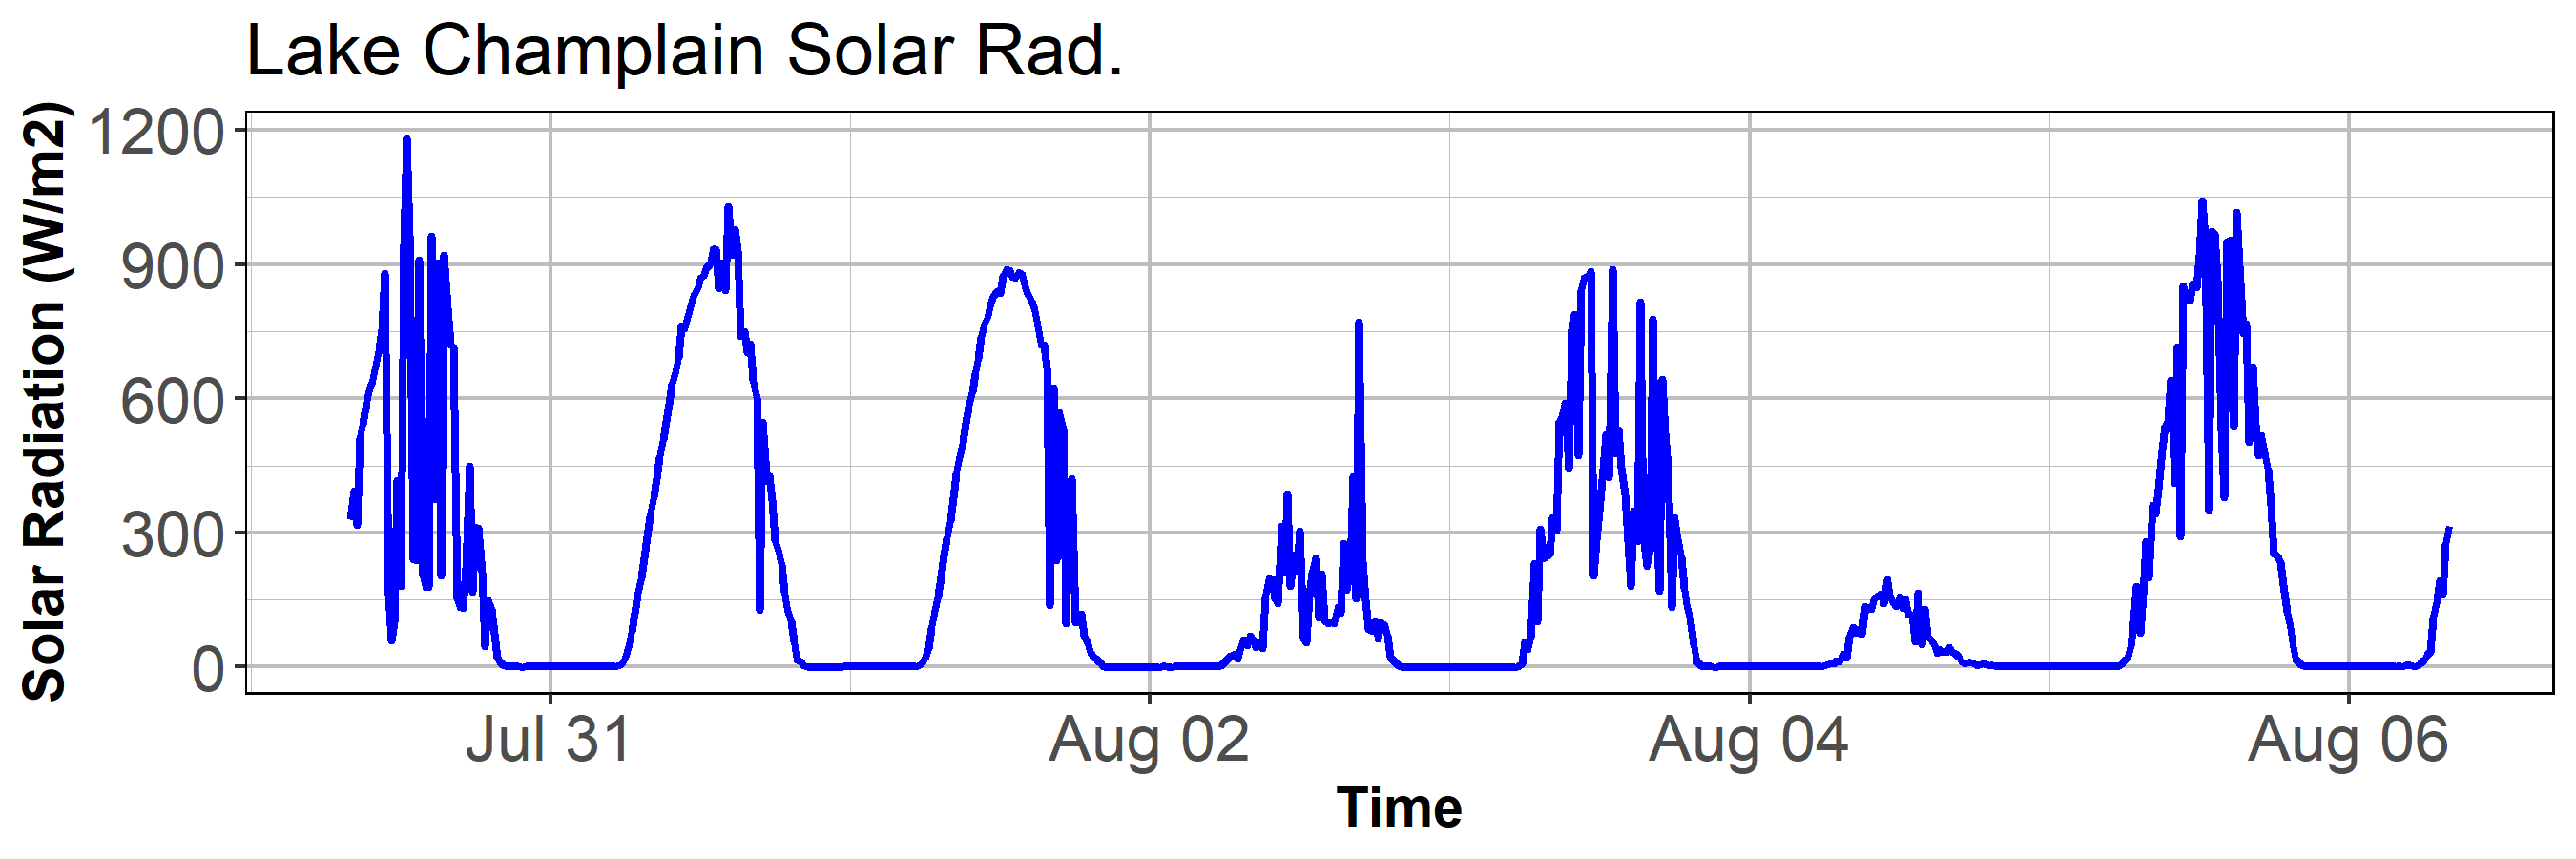 Lake Champlain Solar Rad.
Solar Radiation (W/m2)
1200
900
600
300
0
Jul 31 Aug 02 Aug 04 Aug 06
Time